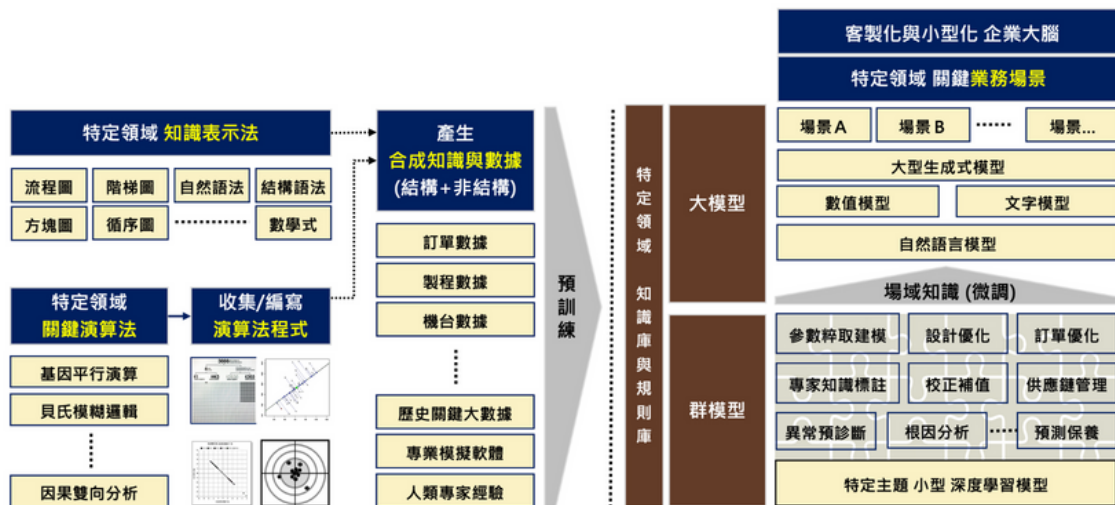 特定領域 知識表示法
流程圖
階梯圖
自然語法
結構語法
方塊圖
循序圖
數學式
特定領域
關鍵演算法
收集/編寫
演算法程式
基因平行演算
貝氏模糊邏輯
因果雙向分析
產生
合成知識與數據
(結構+非結構)
訂單數據
製程數據
機台數據
歷史關鍵大數據
專業模擬軟體
人類專家經驗
預訓練
特定領域 知識庫與規則庫
大模型
群模型
客製化與小型化 企業大腦
特定領域 關鍵業務場景
場景A
場景B
場景...
大型生成式模型
數值模型
文字模型
自然語言模型
場域知識 (微調)
參數粹取建模
設計優化
訂單優化
專家知識標註
校正補值
供應鏈管理
異常預診斷
根因分析
預測保養
特定主題 小型 深度學習模型